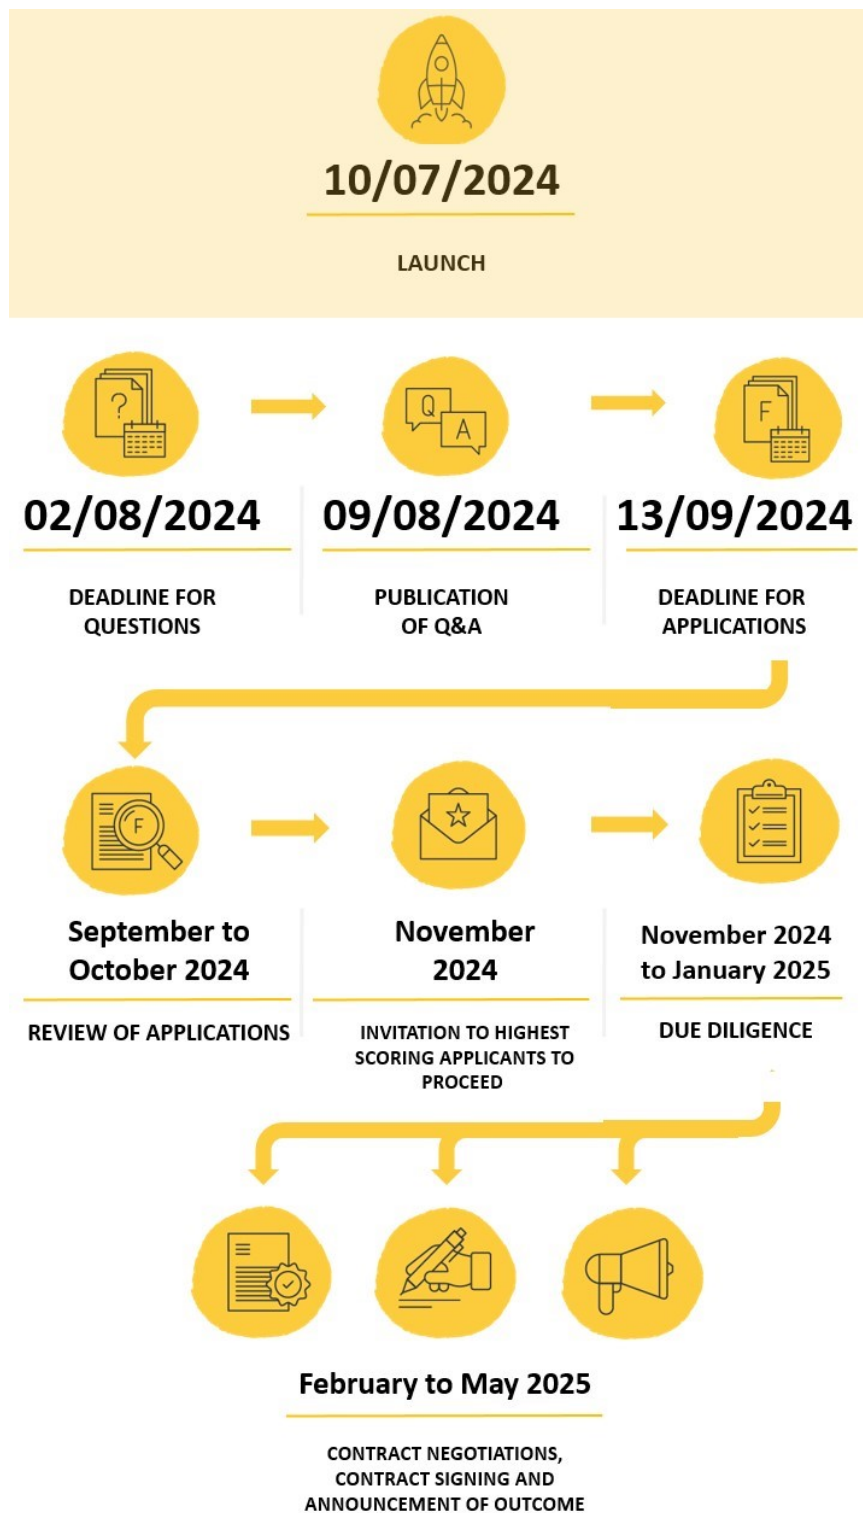 10/07/2024
LAUNCH
?
Q
A
F
02/08/2024
09/08/2024
13/09/2024
DEADLINE FOR
QUESTIONS
PUBLICATION
OF Q&A
DEADLINE FOR
APPLICATIONS
F
September to
October 2024
November
2024
November 2024
to January 2025
REVIEW OF APPLICATIONS
INVITATION TO HIGHEST
SCORING APPLICANTS TO
PROCEED
DUE DILIGENCE
February to May 2025
CONTRACT NEGOTIATIONS,
CONTRACT SIGNING AND
ANNOUNCEMENT OF OUTCOME